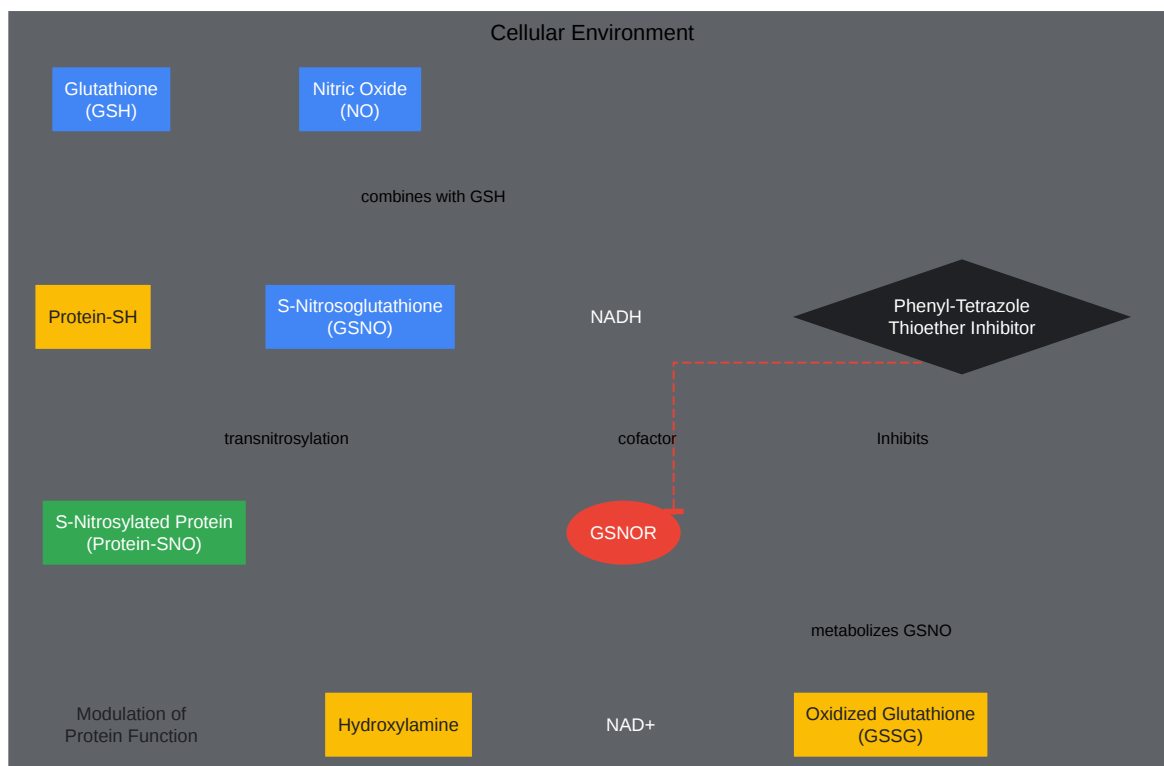 Cellular Environment
Glutathione
(GSH)
Nitric Oxide
(NO)
combines with GSH
Protein-SH
S-Nitrosoglutathione
(GSNO)
NADH
Phenyl-Tetrazole
Thioether Inhibitor
transnitrosylation
cofactor
Inhibits
S-Nitrosylated Protein
(Protein-SNO)
GSNOR
metabolizes GSNO
Modulation of
Protein Function
Hydroxylamine
NAD+
Oxidized Glutathione
(GSSG)